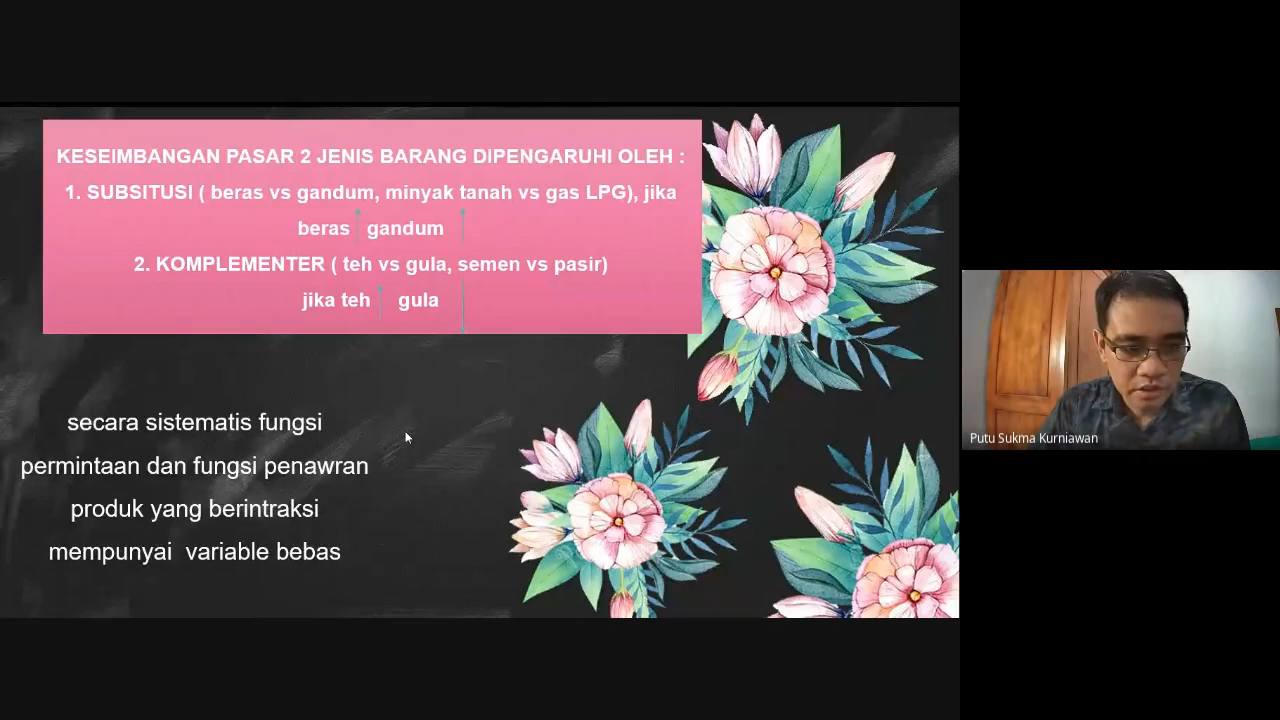 KESEIMBANGAN PASAR 2 JENIS BARANG DIPENGARUHI OLEH :
1. SUBSITUSI ( beras vs gandum, minyak tanah vs gas LPG), jika
beras gandum
2. KOMPLEMENTER ( teh vs gula, semen vs pasir)
jika teh gula
secara sistematis fungsi
permintaan dan fungsi penawran
produk yang berintraksi
mempunyai variable bebas
Putu Sukma Kurniawan